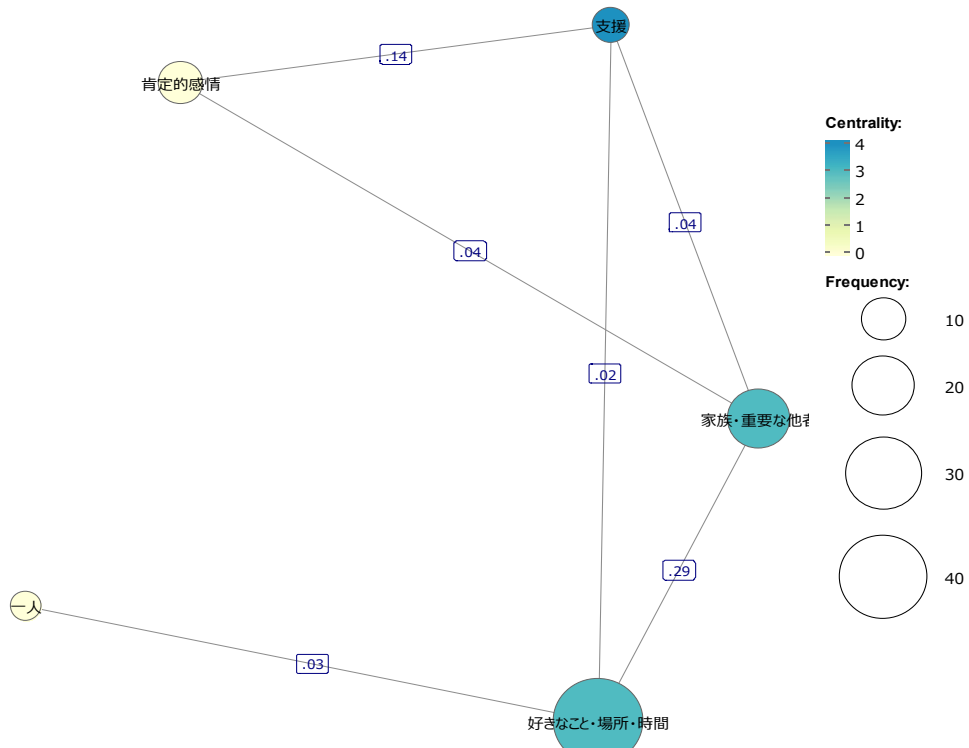 支援
.14
肯定的感情
Centrality:
4
3
2
1
0
.04
.04
Frequency:
10
20
30
40
.02
家族・重要な他者
.29
一人
.03
好きなこと・場所・時間